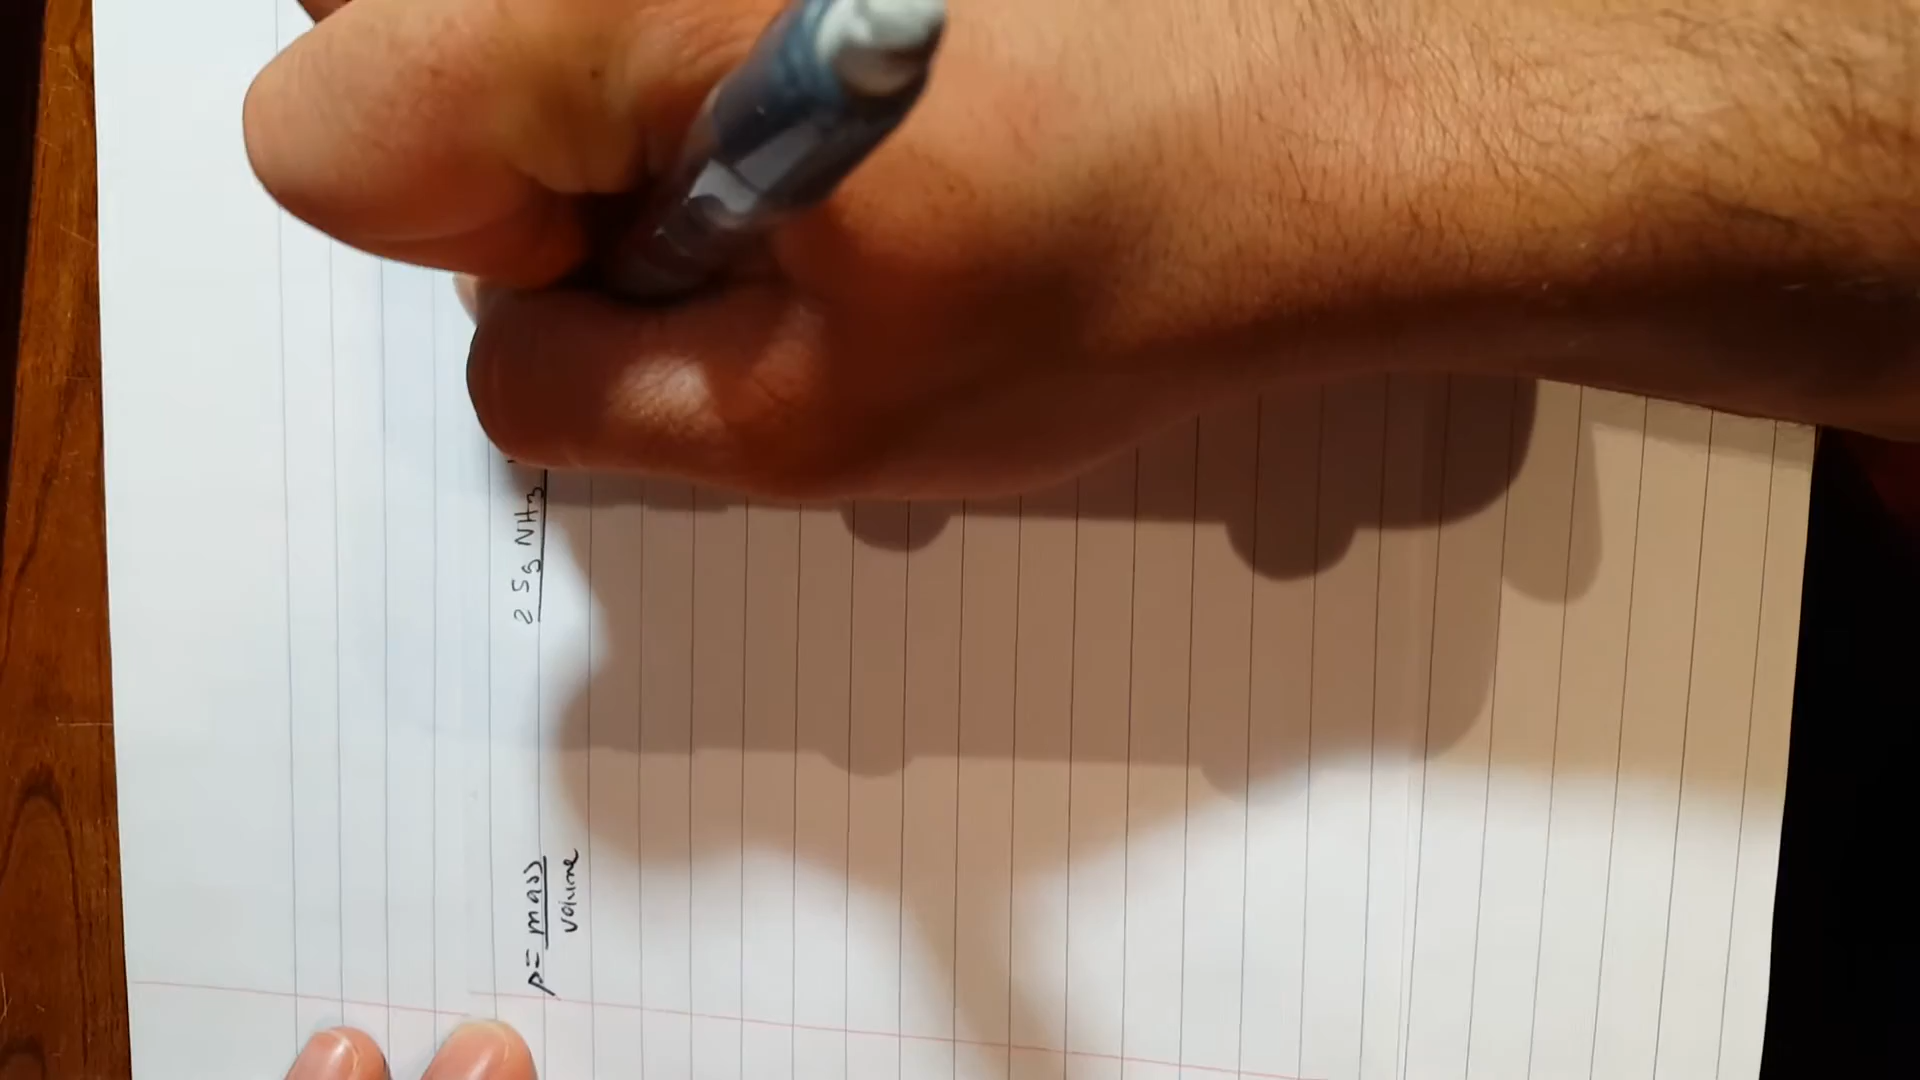 ρ = mass
volume
25g NH3